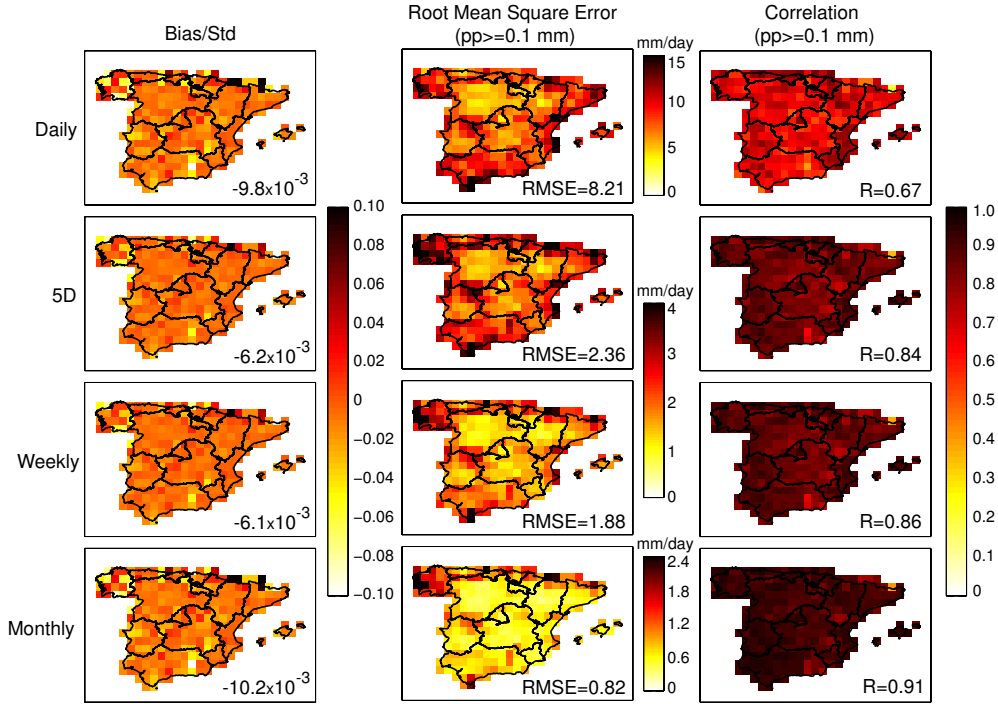 Bias/Std
Root Mean Square Error
(pp>=0.1 mm)
Correlation
(pp>=0.1 mm)
Daily
-9.8x10-3
mm/day
15
10
5
0
RMSE=8.21
R=0.67
5D
-6.2x10-3
0.10
0.08
0.06
0.04
0.02
0
−0.02
−0.04
−0.06
−0.08
−0.10
RMSE=2.36
mm/day
4
3
2
1
0
R=0.84
1.0
0.9
0.8
0.7
0.6
0.5
0.4
0.3
0.2
0.1
0
Weekly
-6.1x10-3
RMSE=1.88
R=0.86
Monthly
-10.2x10-3
RMSE=0.82
mm/day
2.4
1.8
1.2
0.6
0
R=0.91